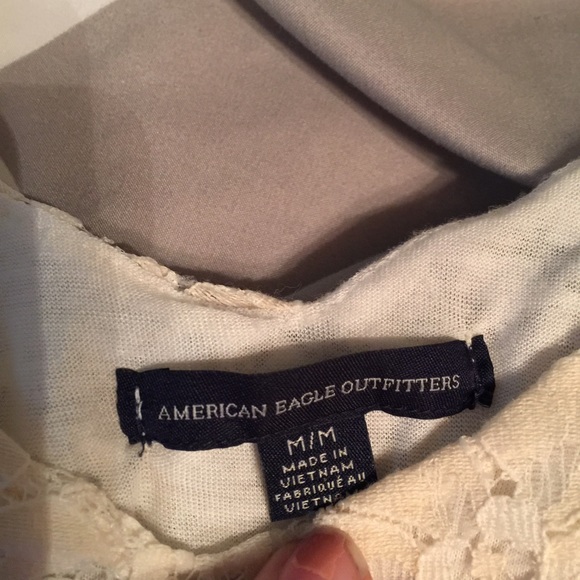 AMERICAN EAGLE OUTFITTERS
M/M
MADE IN
VIETNAM
FABRIQUÉ AU